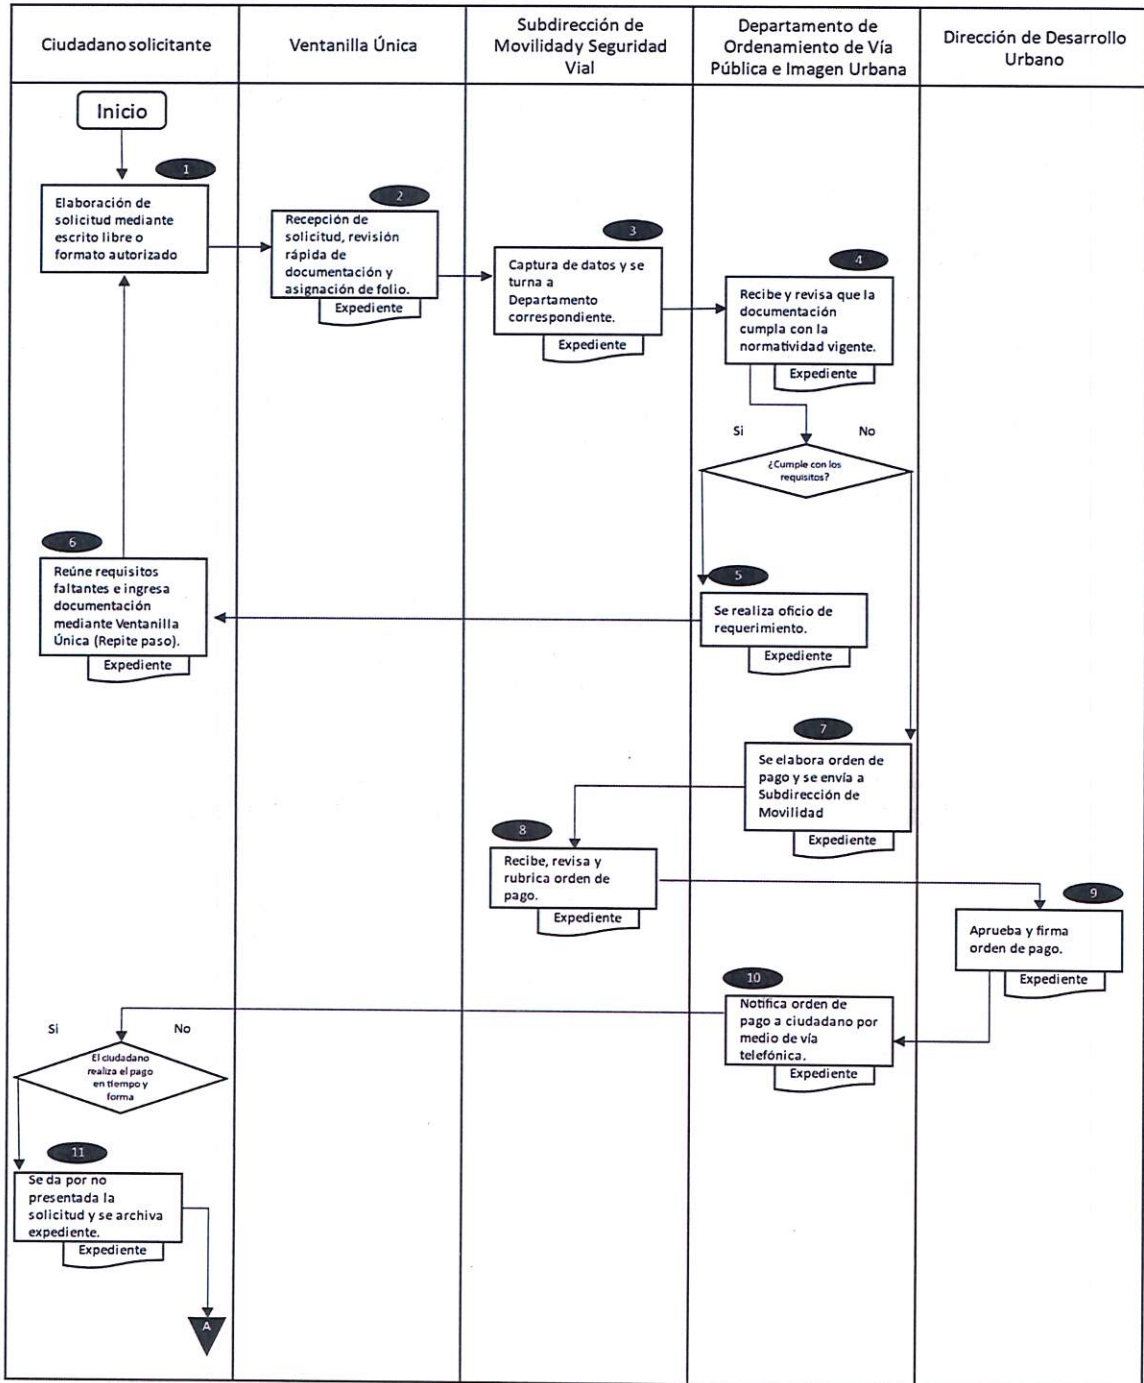 Ciudadano solicitante
Ventanilla Única
Subdirección de
Movilidad y Seguridad
Vial
Departamento de
Ordenamiento de Vía
Pública e Imagen Urbana
Dirección de Desarrollo
Urbano
Inicio
1
Elaboración de
solicitud mediante
escrito libre o
formato autorizado
2
Recepción de
solicitud, revisión
rápida de
documentación y
asignación de folio.
Expediente
3
Captura de datos y se
turna a
Departamento
correspondiente.
Expediente
4
Recibe y revisa que la
documentación
cumpla con la
normatividad vigente.
Expediente
Si
No
¿Cumple con los
requisitos?
5
Se realiza oficio de
requerimiento.
Expediente
6
Reúne requisitos
faltantes e ingresa
documentación
mediante Ventanilla
Única (Repite paso).
Expediente
7
Se elabora orden de
pago y se envía a
Subdirección de
Movilidad
Expediente
8
Recibe, revisa y
rubrica orden de
pago.
Expediente
9
Aprueba y firma
orden de pago.
Expediente
10
Notifica orden de
pago a ciudadano por
medio de vía
telefónica.
Expediente
Si
No
El ciudadano
realiza el pago
en tiempo y
forma
11
Se da por no
presentada la
solicitud y se archiva
expediente.
Expediente
A